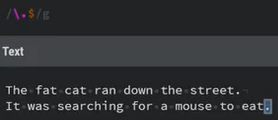 /\.$/g
Text
The fat cat ran down the street.
It was searching for a mouse to eat.